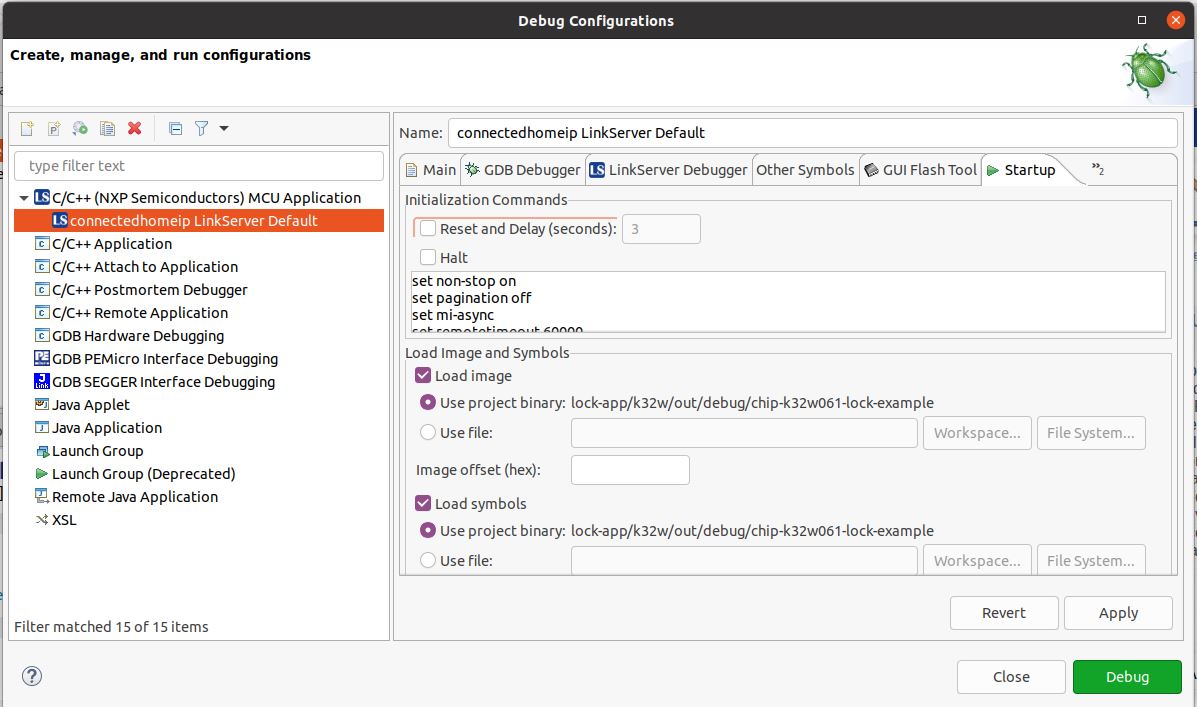 Debug Configurations
Create, manage, and run configurations
type filter text
C/C++ (NXP Semiconductors) MCU Application
connectedhomeip LinkServer Default
C/C++ Application
C/C++ Attach to Application
C/C++ Postmortem Debugger
C/C++ Remote Application
GDB Hardware Debugging
GDB PEMicro Interface Debugging
GDB SEGGER Interface Debugging
Java Applet
Java Application
Launch Group
Launch Group (Deprecated)
Remote Java Application
XSL
Filter matched 15 of 15 items
Name: connectedhomeip LinkServer Default
Main GDB Debugger LinkServer Debugger Other Symbols GUI Flash Tool Startup »2
Initialization Commands
Reset and Delay (seconds): 3
Halt
set non-stop on
set pagination off
set mi-async
set remotetimeout 60000
Load Image and Symbols
Load image
Use project binary: lock-app/k32w/out/debug/chip-k32w061-lock-example
Use file: Workspace... File System...
Image offset (hex):
Load symbols
Use project binary: lock-app/k32w/out/debug/chip-k32w061-lock-example
Use file: Workspace... File System...
Revert Apply
Close Debug